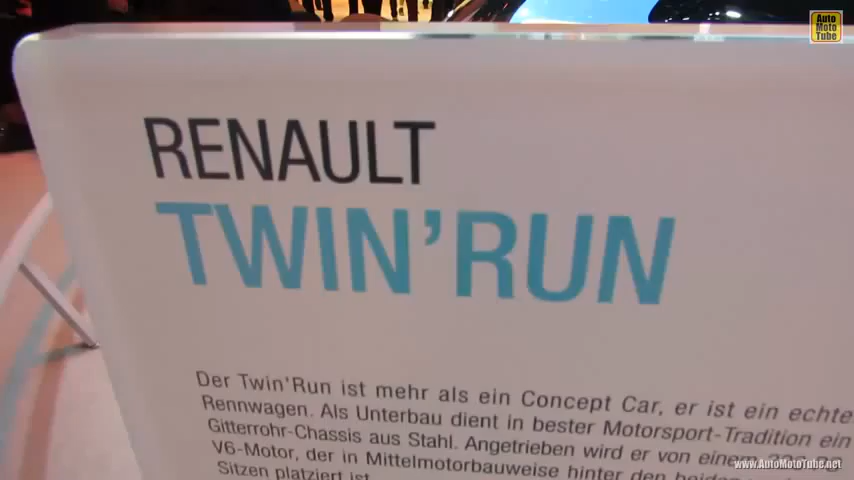 Auto
Moto
Tube
RENAULT
TWIN'RUN
Der Twin'Run ist mehr als ein Concept Car, er ist ein echte
Rennwagen. Als Unterbau dient in bester Motorsport-Tradition ein
Gitterrohr-Chassis aus Stahl. Angetrieben wird er von einem
V6-Motor, der in Mittelmotorbauweise hinter den beiden
Sitzen platziert ist
www.AutoMotoTube.net